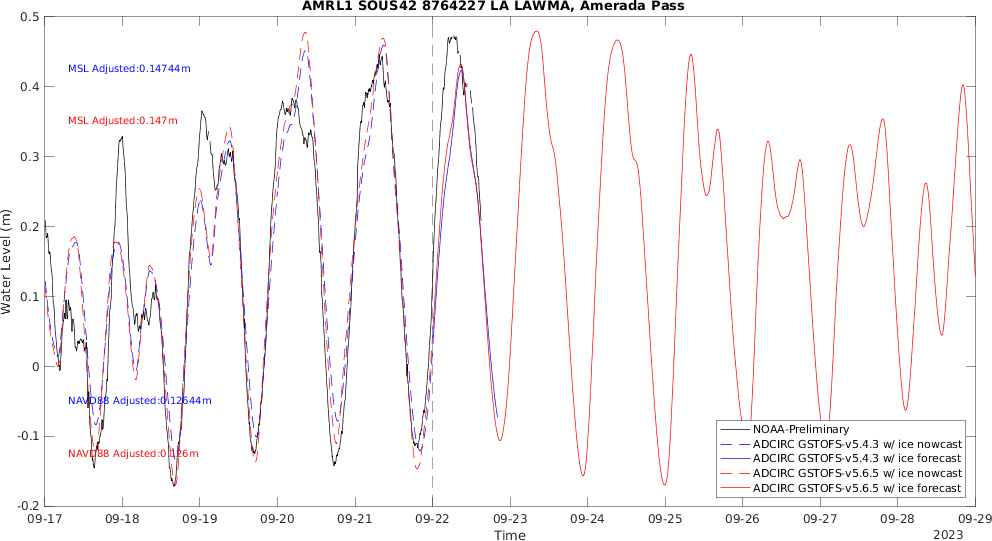 AMRL1 SOUS42 8764227 LA LAWMA, Amerada Pass
0.5
0.4
0.3
0.2
0.1
0
-0.1
-0.2
Water Level (m)
MSL Adjusted:0.14744m
MSL Adjusted:0.147m
NAVD88 Adjusted:0.12644m
NAVD88 Adjusted:0.126m
NOAA-Preliminary
ADCIRC GSTOFS-v5.4.3 w/ ice nowcast
ADCIRC GSTOFS-v5.4.3 w/ ice forecast
ADCIRC GSTOFS-v5.6.5 w/ ice nowcast
ADCIRC GSTOFS-v5.6.5 w/ ice forecast
09-17 09-18 09-19 09-20 09-21 09-22 09-23 09-24 09-25 09-26 09-27 09-28 09-29
Time
2023